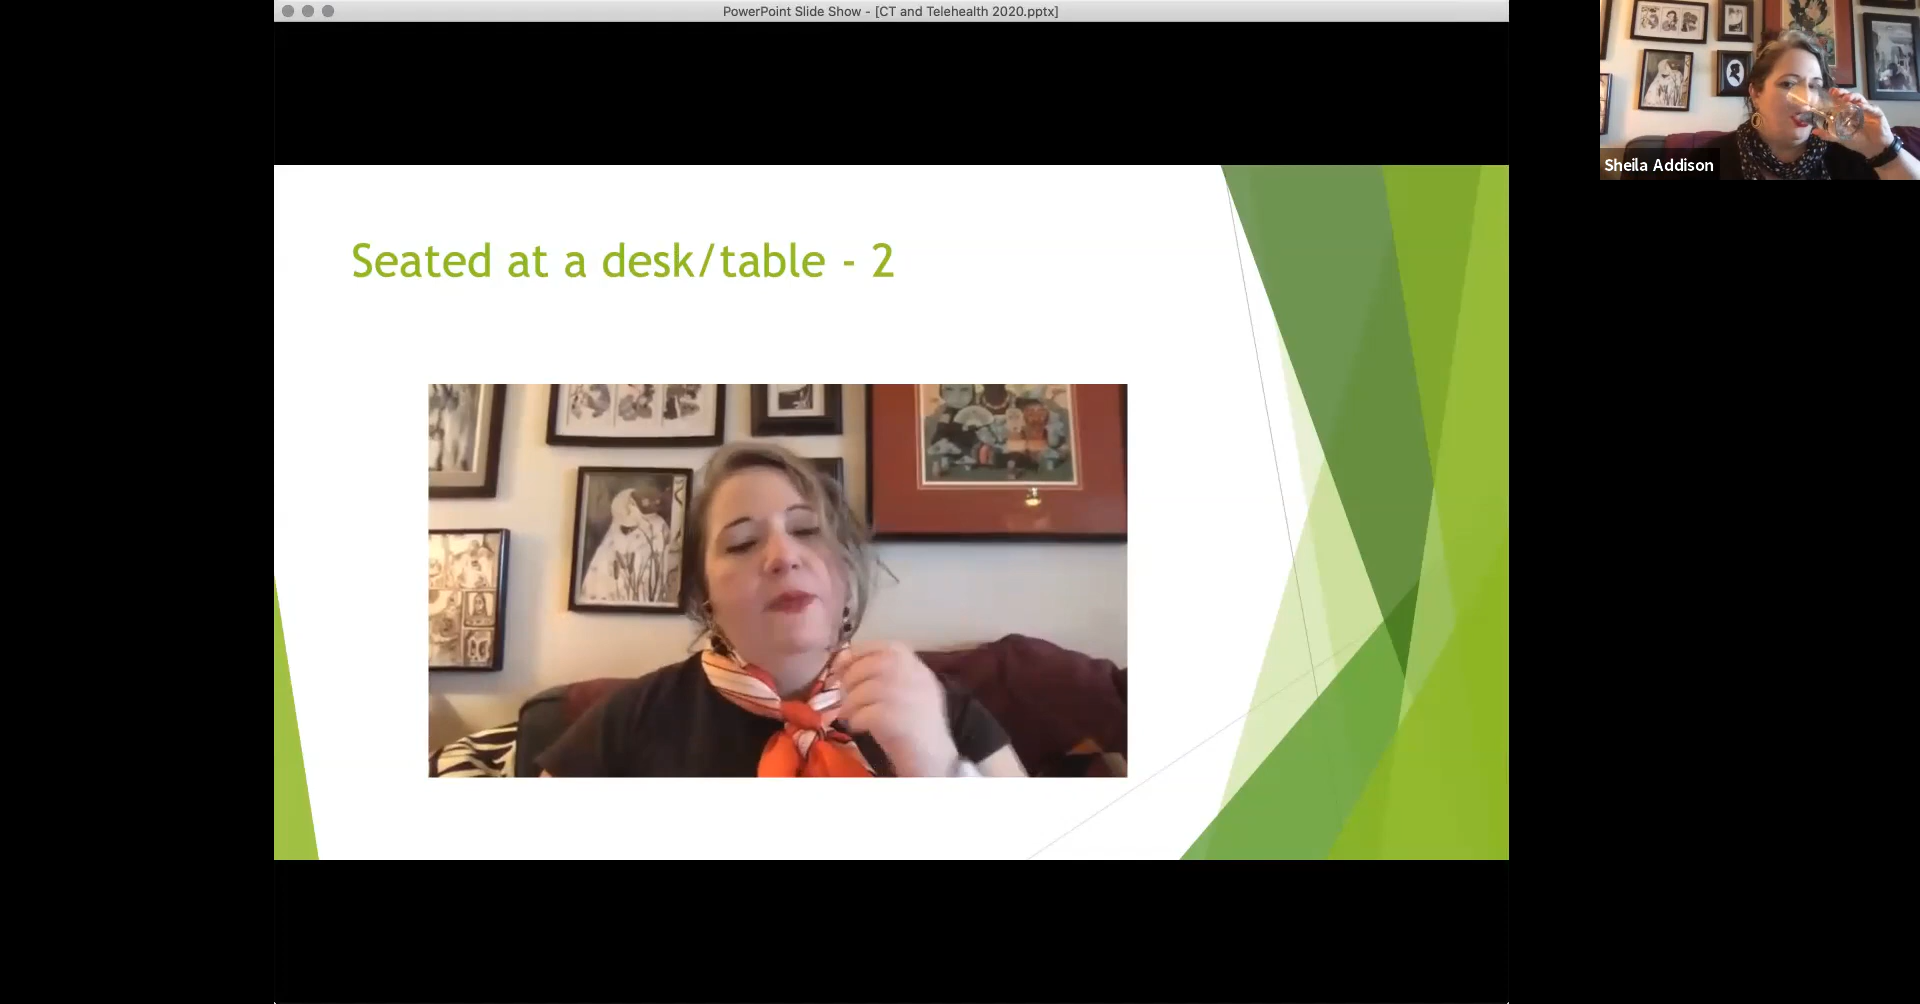 PowerPoint Slide Show - [CT and Telehealth 2020.pptx]
Sheila Addison
Seated at a desk/table - 2